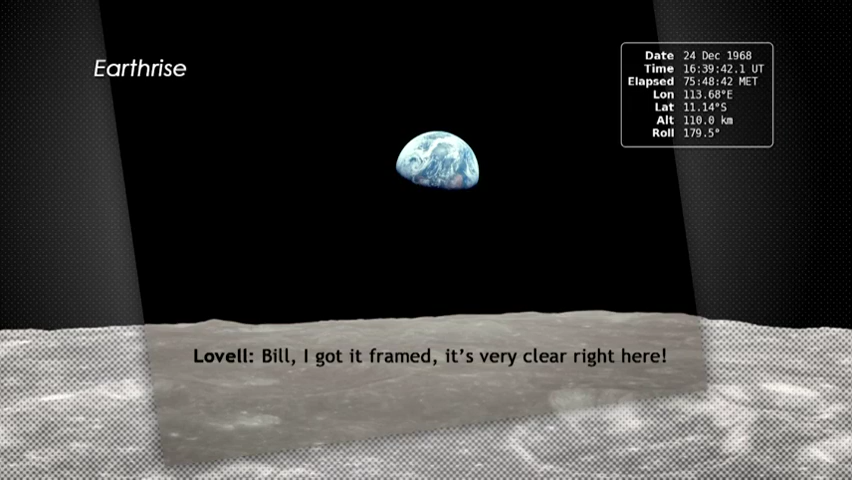 Earthrise
Date 24 Dec 1968
Time 16:39:42.1 UT
Elapsed 75:48:42 MET
Lon 113.68°E
Lat 11.14°S
Alt 110.0 km
Roll 179.5°
Lovell: Bill, I got it framed, it's very clear right here!